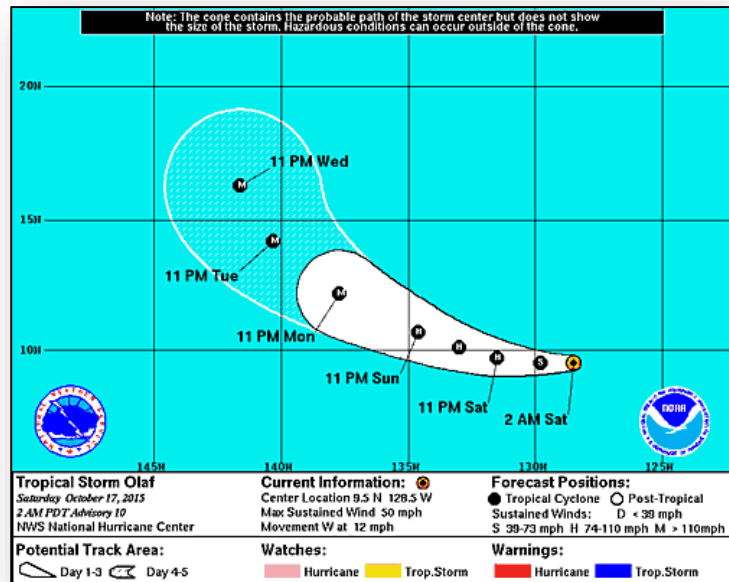 Note: The cone contains the probable path of the storm center but does not show
the size of the storm. Hazardous conditions can occur outside of the cone.
20N
11 PM Wed
15N
11 PM Tue
11 PM Mon
10N
11 PM Sun
11 PM Sat
2 AM Sat
M
M
M
H
H
H
S
NOAA
145W 140W 135W 130W 125W
Tropical Storm Olaf
Saturday October 17, 2015
2 AM PDT Advisory 10
NWS National Hurricane Center
Current Information:
Center Location 9.5 N 128.5 W
Max Sustained Wind 50 mph
Movement W at 12 mph
Forecast Positions:
Tropical Cyclone Post-Tropical
Sustained Winds: D < 39 mph
S 39-73 mph H 74-110 mph M > 110mph
Potential Track Area:
Day 1-3 Day 4-5
Watches:
Hurricane Trop.Storm
Warnings:
Hurricane Trop.Storm